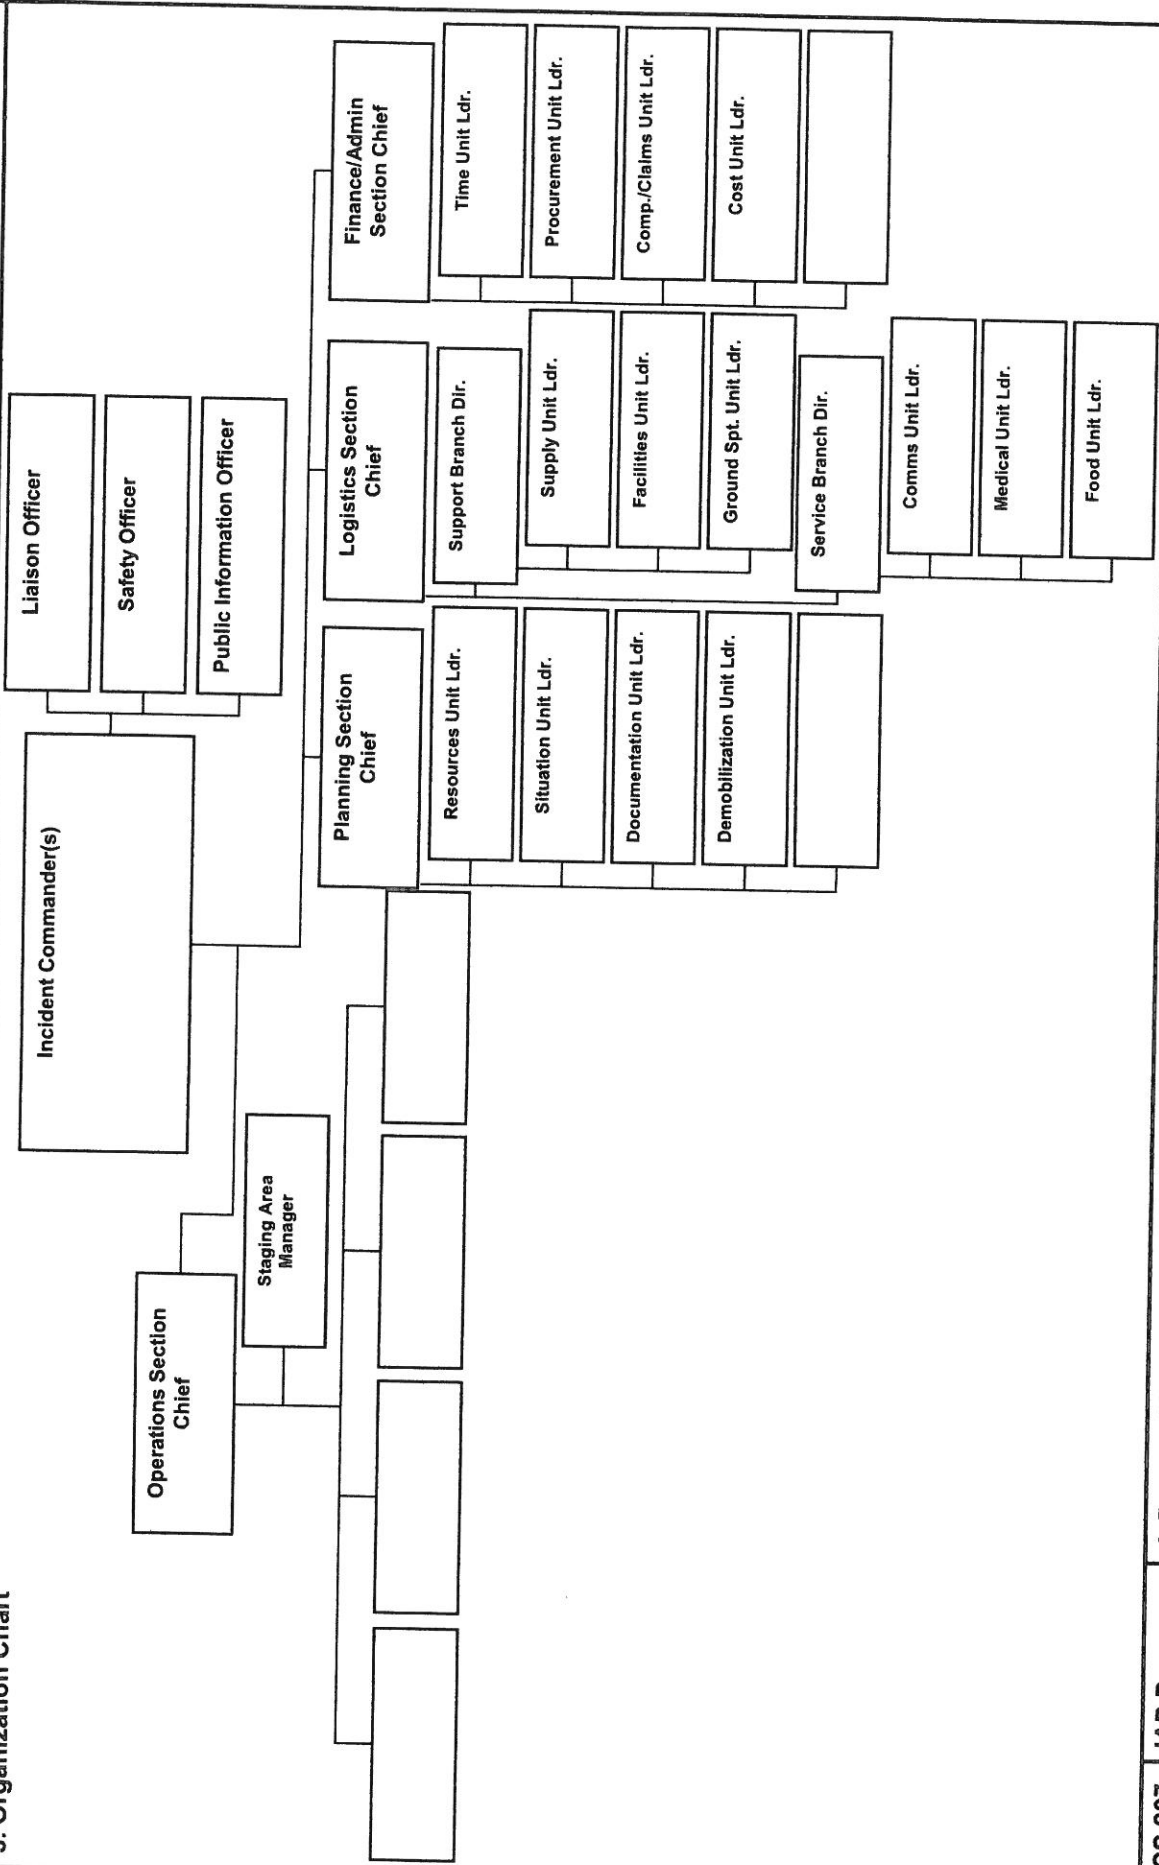 3. Organization Chart
Incident Commander(s)
Liaison Officer
Safety Officer
Public Information Officer
Operations Section
Chief
Staging Area
Manager
Planning Section
Chief
Resources Unit Ldr.
Situation Unit Ldr.
Documentation Unit Ldr.
Demobilization Unit Ldr.
Logistics Section
Chief
Support Branch Dir.
Supply Unit Ldr.
Facilities Unit Ldr.
Ground Spt. Unit Ldr.
Service Branch Dir.
Comms Unit Ldr.
Medical Unit Ldr.
Food Unit Ldr.
Finance/Admin
Section Chief
Time Unit Ldr.
Procurement Unit Ldr.
Comp./Claims Unit Ldr.
Cost Unit Ldr.